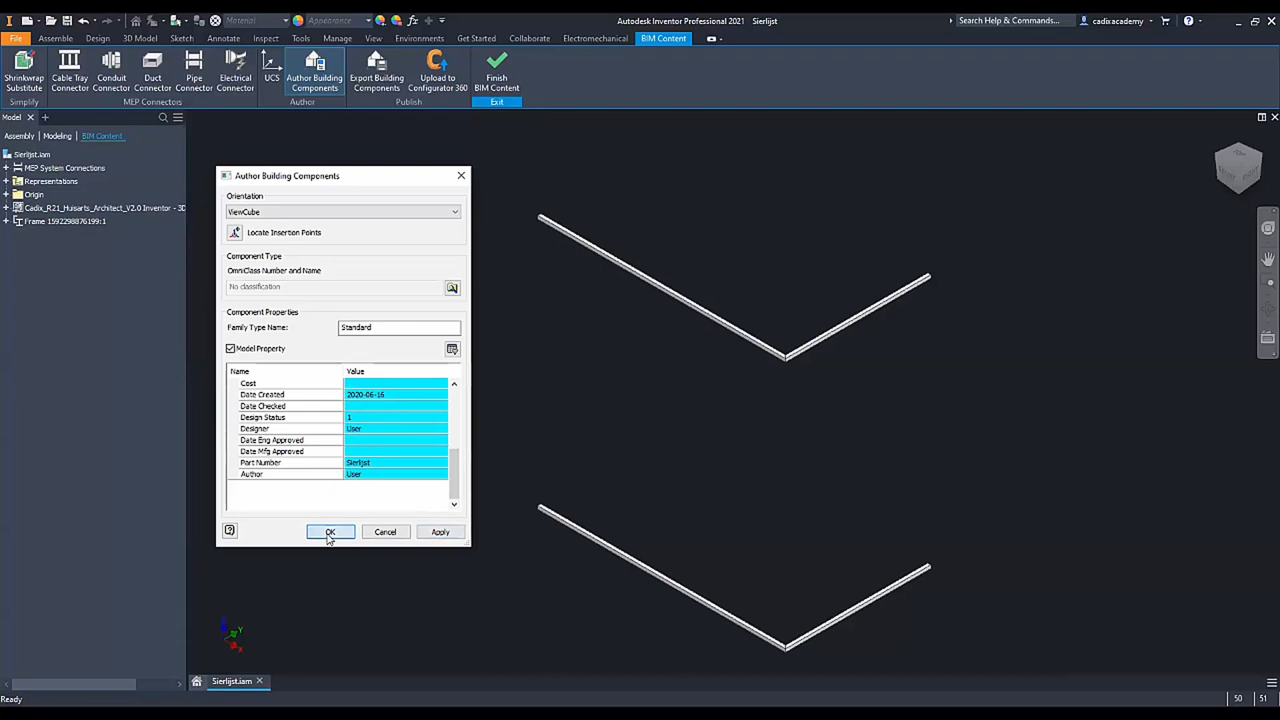 Material
Appearance
Autodesk Inventor Professional 2021 Sierlijst
Search Help & Commands...
cadixacademy
File Assemble Design 3D Model Sketch Annotate Inspect Tools Manage View Environments Get Started Collaborate Electromechanical BIM Content
Shrinkwrap Substitute
Cable Tray Connector
Conduit Connector
Duct Connector
Pipe Connector
Electrical Connector
UCS
Author Building Components
Export Building Components
Upload to Configurator 360
Finish BIM Content
Simplify MEP Connectors Author Publish Exit
Model
Assembly Modeling BIM Content
Sierlijst.iam
MEP System Connections
Representations
Origin
Cadix_R21_Huisarts_Architect_V2.0 Inventor - 3D
Frame 1592298876199:1
Author Building Components
Orientation
ViewCube
Locate Insertion Points
Component Type
OmniClass Number and Name
No classification
Component Properties
Family Type Name: Standard
Model Property
Name Value
Cost
Date Created 2020-06-16
Date Checked
Design Status 1
Designer User
Date Eng Approved
Date Mfg Approved
Part Number Sierlijst
Author User
OK Cancel Apply
Z
Y
X
Sierlijst.iam
Ready
50 51